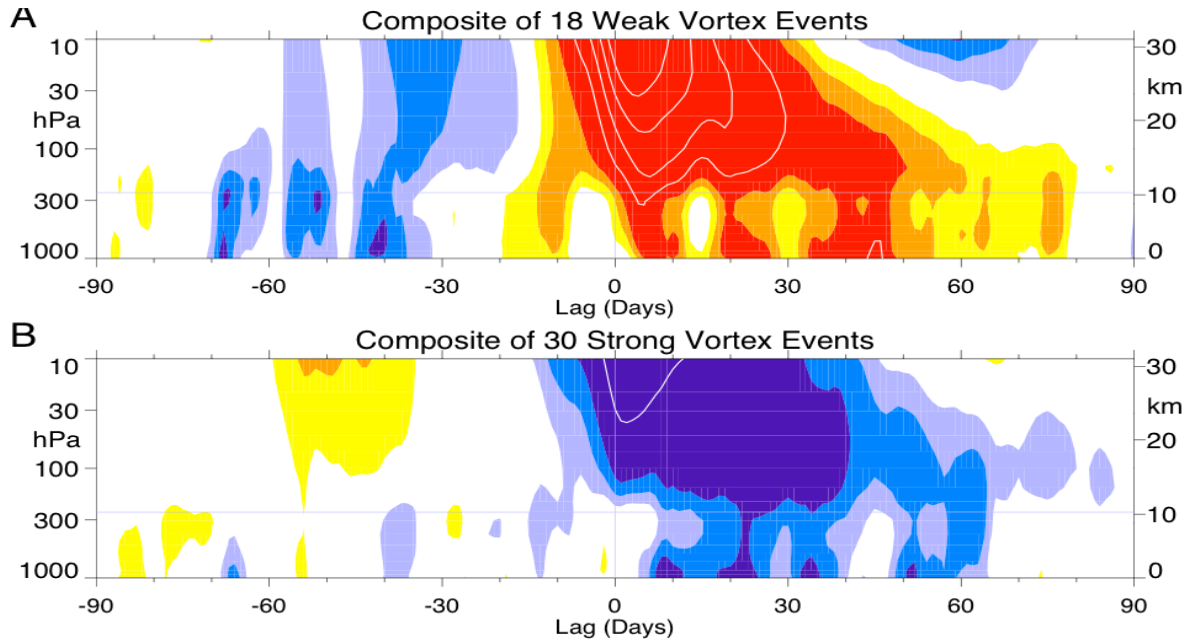 A Composite of 18 Weak Vortex Events
10 30
30 km
hPa 20
100
300 10
1000 0
-90 -60 -30 0 30 60 90
Lag (Days)
B Composite of 30 Strong Vortex Events
10 30
30 km
hPa 20
100
300 10
1000 0
-90 -60 -30 0 30 60 90
Lag (Days)